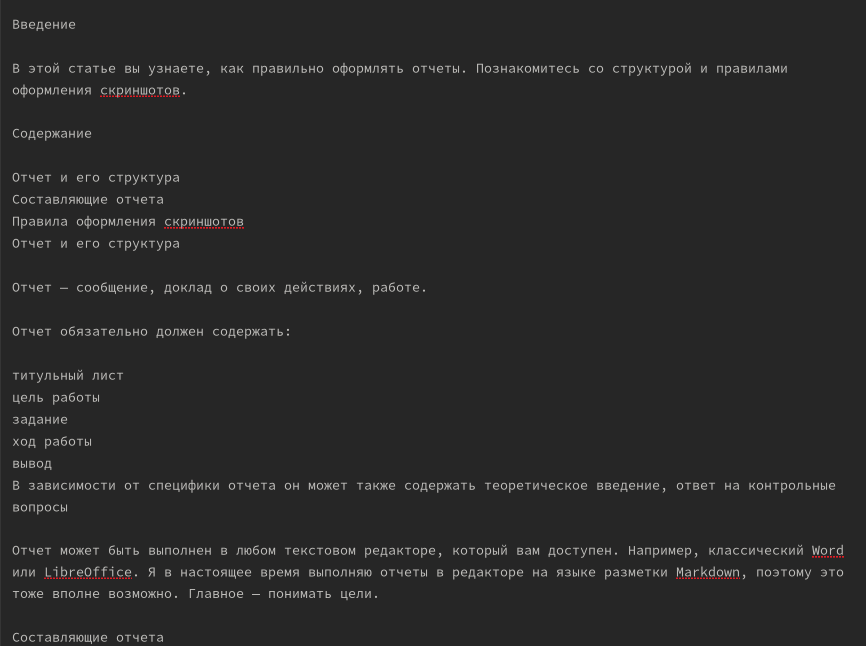 Введение
В этой статье вы узнаете, как правильно оформлять отчеты. Познакомитесь со структурой и правилами
оформления скриншотов.
Содержание
Отчет и его структура
Составляющие отчета
Правила оформления скриншотов
Отчет и его структура
Отчет — сообщение, доклад о своих действиях, работе.
Отчет обязательно должен содержать:
титульный лист
цель работы
задание
ход работы
вывод
В зависимости от специфики отчета он может также содержать теоретическое введение, ответ на контрольные
вопросы
Отчет может быть выполнен в любом текстовом редакторе, который вам доступен. Например, классический Word
или LibreOffice. Я в настоящее время выполняю отчеты в редакторе на языке разметки Markdown, поэтому это
тоже вполне возможно. Главное — понимать цели.
Составляющие отчета